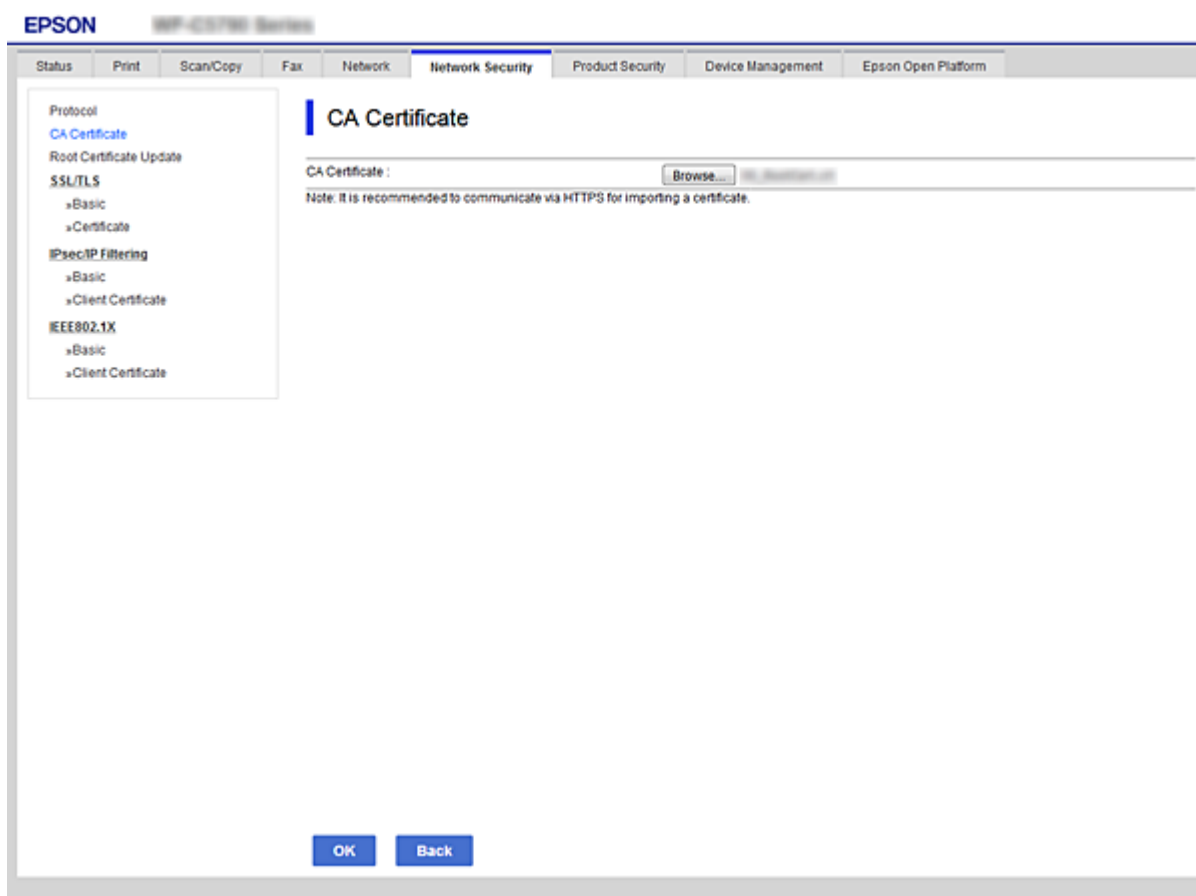 EPSON
Status Print Scan/Copy Fax Network Network Security Product Security Device Management Epson Open Platform
Protocol
CA Certificate
Root Certificate Update
SSL/TLS
»Basic
»Certificate
IPsec/IP Filtering
»Basic
»Client Certificate
IEEE802.1X
»Basic
»Client Certificate
CA Certificate
CA Certificate : Browse...
Note: It is recommended to communicate via HTTPS for importing a certificate.
OK Back